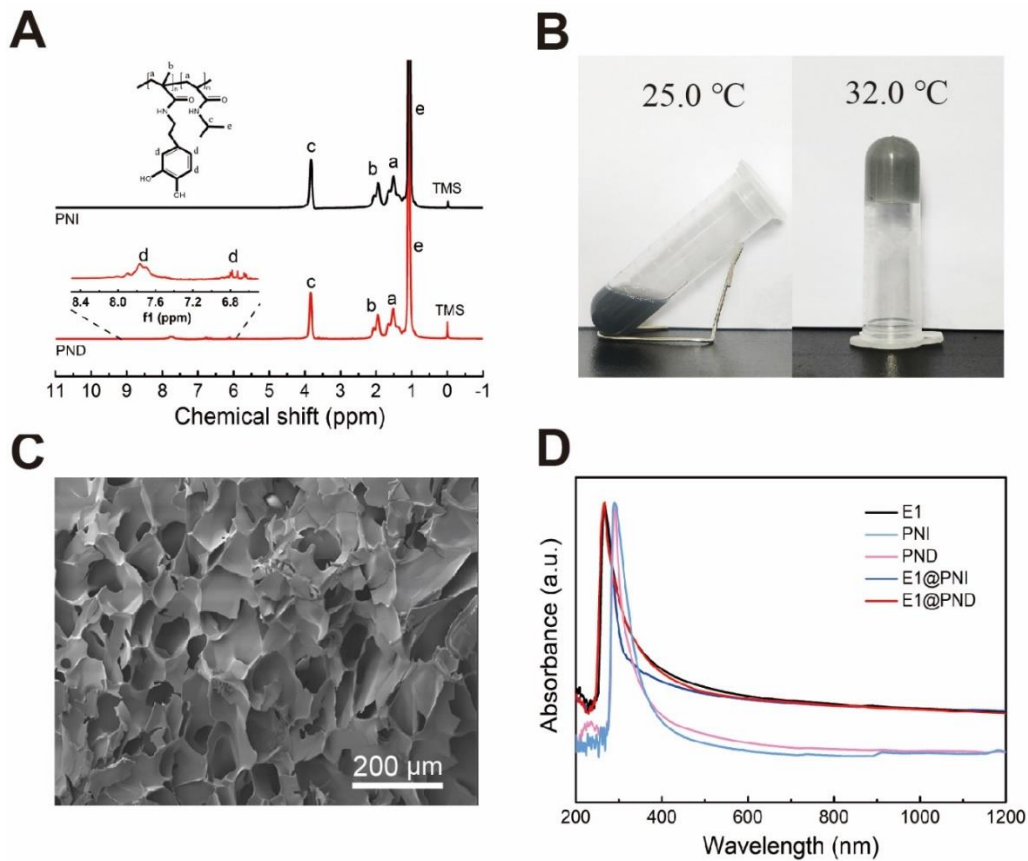 A
a
b
n
a
m
O
O
NH
NH
c
e
d
d
d
HO
OH
c
b
a
e
TMS
PNI
d
d
8.4 8.0 7.6 7.2 6.8
f1 (ppm)
c
b
a
e
TMS
PND
11 10 9 8 7 6 5 4 3 2 1 0 -1
Chemical shift (ppm)
B
25.0 ℃
32.0 ℃
C
200 μm
D
E1
PNI
PND
E1@PNI
E1@PND
Absorbance (a.u.)
200 400 600 800 1000 1200
Wavelength (nm)